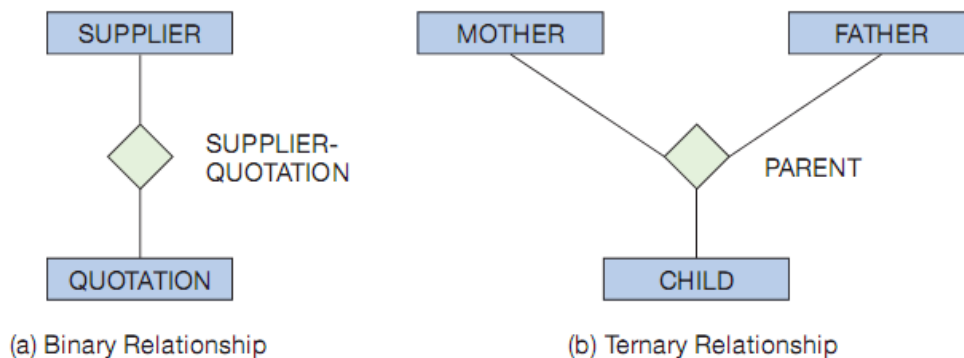 SUPPLIER
SUPPLIER-
QUOTATION
QUOTATION
(a) Binary Relationship
MOTHER
FATHER
PARENT
CHILD
(b) Ternary Relationship